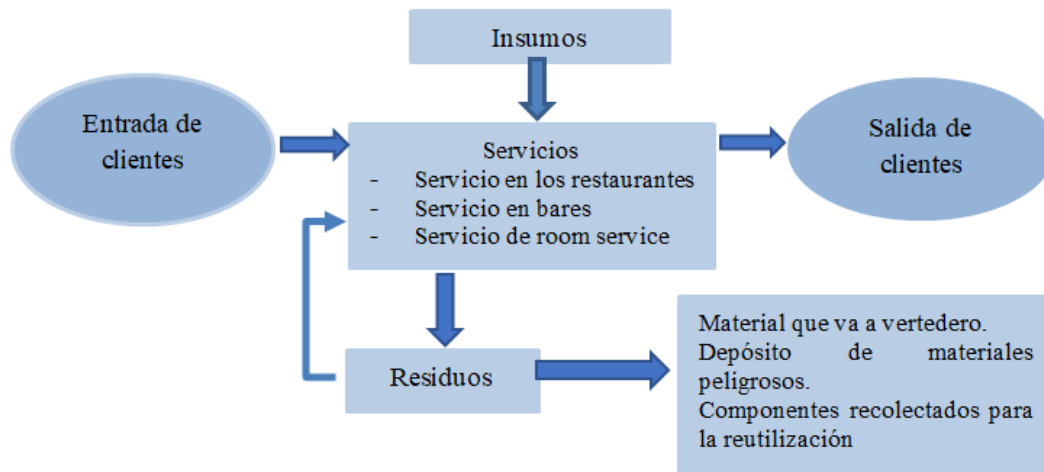 Insumos
Entrada de
clientes
Servicios
- Servicio en los restaurantes
- Servicio en bares
- Servicio de room service
Salida de
clientes
Residuos
Material que va a vertedero.
Depósito de materiales
peligrosos.
Componentes recolectados para
la reutilización